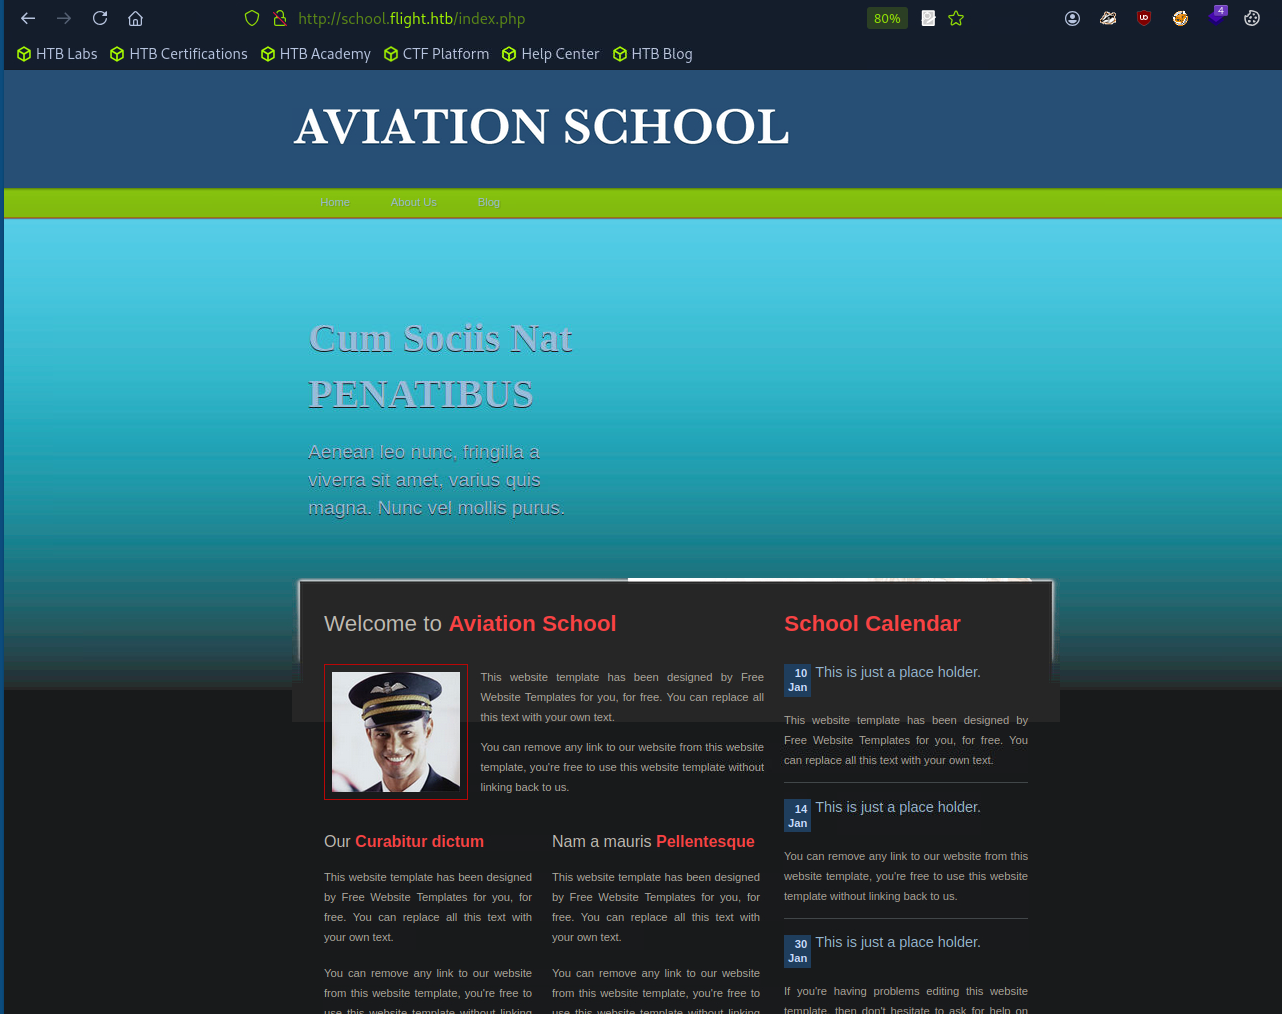 http://school.flight.htb/index.php
80%
4
HTB Labs
HTB Certifications
HTB Academy
CTF Platform
Help Center
HTB Blog
AVIATION SCHOOL
Home
About Us
Blog
Cum Sociis Nat
PENATIBUS
Aenean leo nunc, fringilla a
viverra sit amet, varius quis
magna. Nunc vel mollis purus.
Welcome to Aviation School
This website template has been designed by Free
Website Templates for you, for free. You can replace all
this text with your own text.
You can remove any link to our website from this website
template, you're free to use this website template without
linking back to us.
Our Curabitur dictum
This website template has been designed
by Free Website Templates for you, for
free. You can replace all this text with
your own text.
You can remove any link to our website
from this website template, you're free to
use this website template without linking
Nam a mauris Pellentesque
This website template has been designed
by Free Website Templates for you, for
free. You can replace all this text with
your own text.
You can remove any link to our website
from this website template, you're free to
use this website template without linking
School Calendar
10
Jan
This is just a place holder.
This website template has been designed by
Free Website Templates for you, for free. You
can replace all this text with your own text.
14
Jan
This is just a place holder.
You can remove any link to our website from this
website template, you're free to use this website
template without linking back to us.
30
Jan
This is just a place holder.
If you're having problems editing this website
template, then don't hesitate to ask for help on